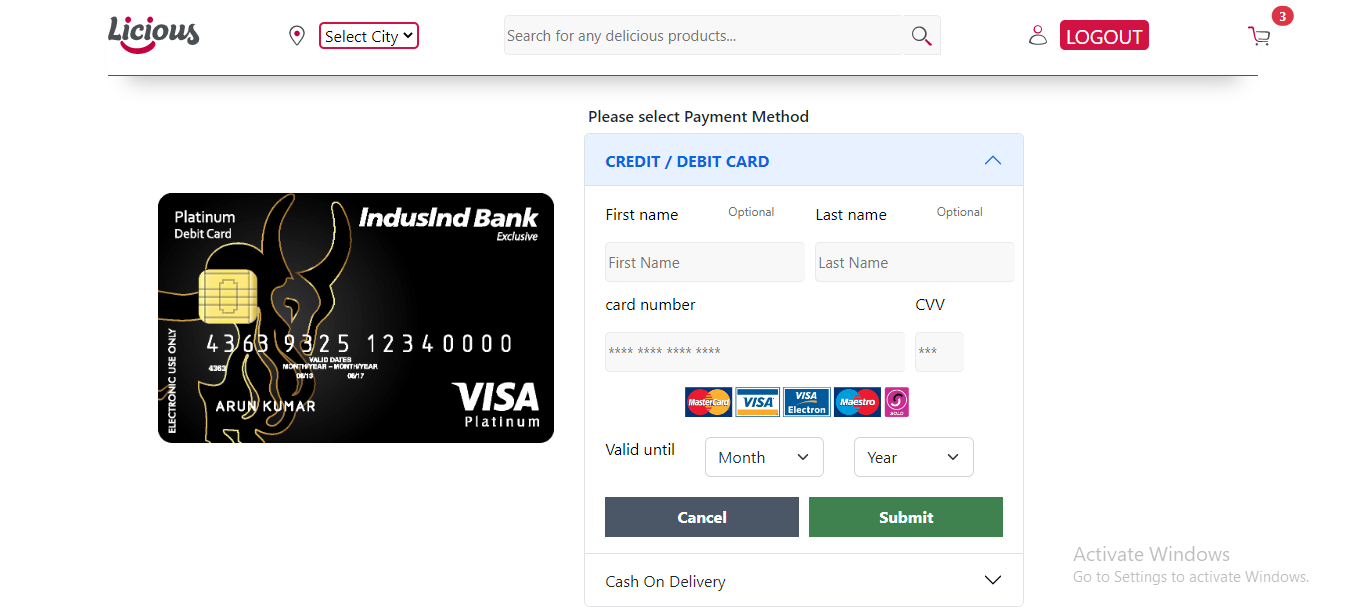 Licious
Select City
Search for any delicious products...
LOGOUT
3
Please select Payment Method
CREDIT / DEBIT CARD
Platinum
Debit Card
IndusInd Bank
Exclusive
ELECTRONIC USE ONLY
4363 9325 12340000
4363
VALID DATES
MONTH/YEAR – MONTH/YEAR
06/13 06/17
ARUN KUMAR
VISA
Platinum
First name Optional Last name Optional
First Name Last Name
card number CVV
**** **** **** **** ***
MasterCard VISA VISA Electron Maestro SOLO
Valid until Month Year
Cancel Submit
Cash On Delivery
Activate Windows
Go to Settings to activate Windows.